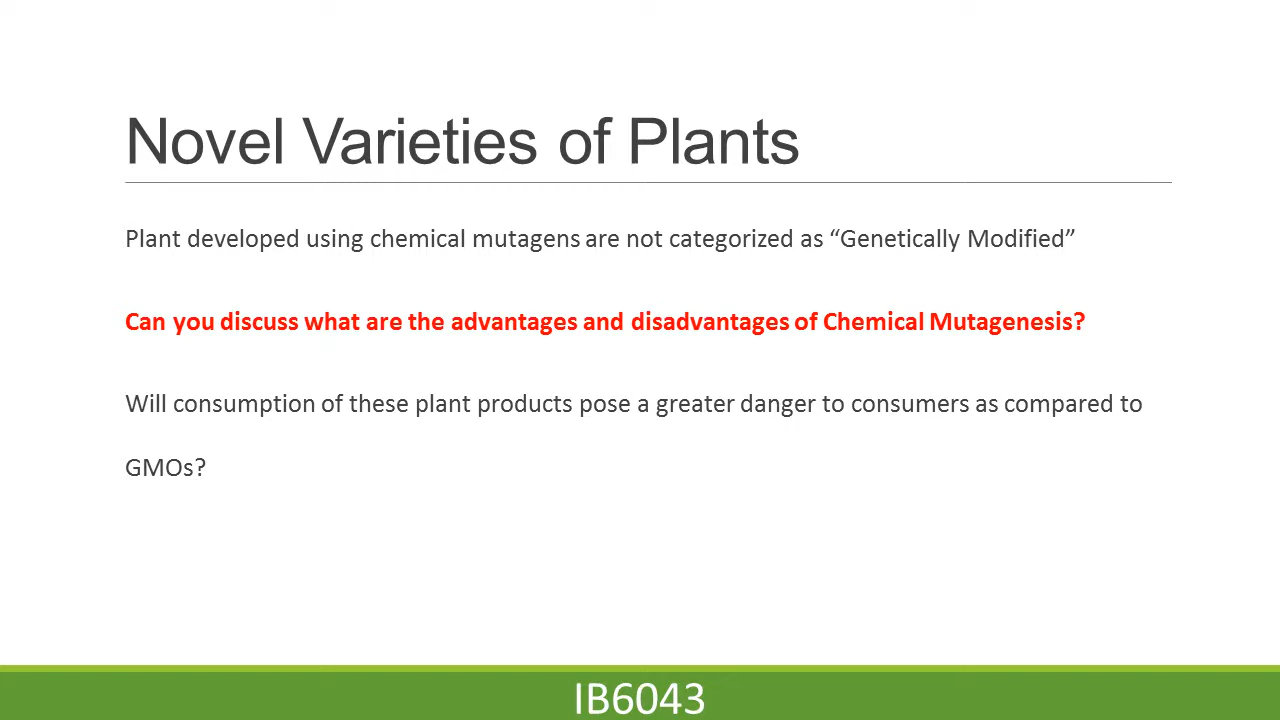 Novel Varieties of Plants
Plant developed using chemical mutagens are not categorized as “Genetically Modified”
Can you discuss what are the advantages and disadvantages of Chemical Mutagenesis?
Will consumption of these plant products pose a greater danger to consumers as compared to
GMOs?
IB6043